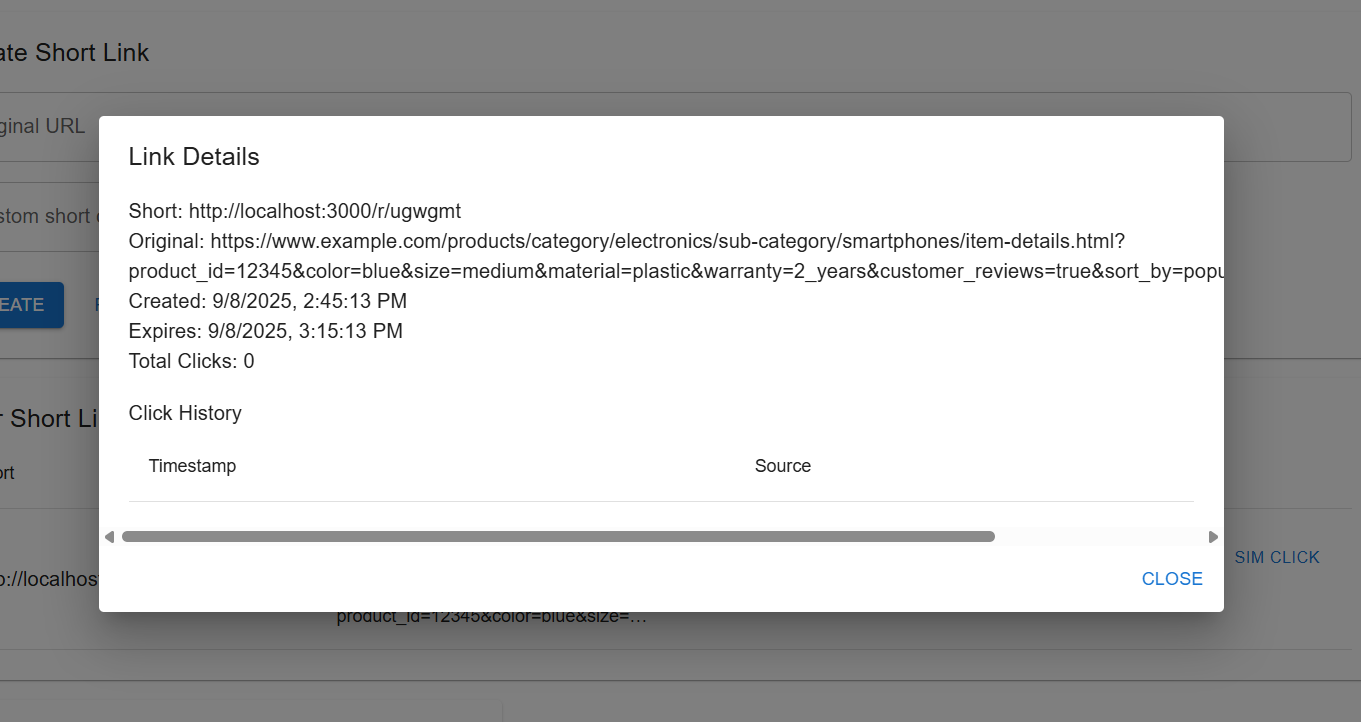 ate Short Link
ginal URL
Link Details
Short: http://localhost:3000/r/ugwgmt
Original: https://www.example.com/products/category/electronics/sub-category/smartphones/item-details.html?
stom short
product_id=12345&color=blue&size=medium&material=plastic&warranty=2_years&customer_reviews=true&sort_by=popu
Created: 9/8/2025, 2:45:13 PM
EATE
Expires: 9/8/2025, 3:15:13 PM
Total Clicks: 0
Click History
r Short Li
Timestamp Source
ort
SIM CLICK
p://localhos
CLOSE
product_id=12345&color=blue&size=…